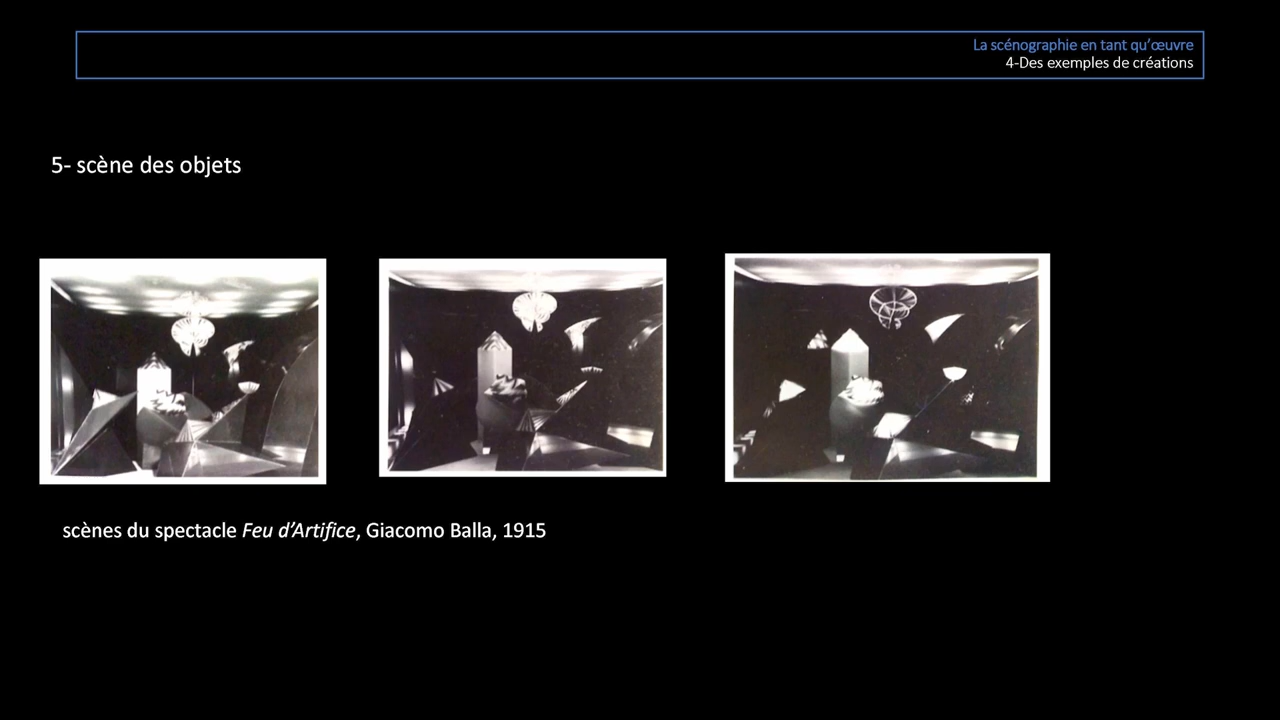 La scénographie en tant qu’œuvre
4-Des exemples de créations
5- scène des objets
scènes du spectacle Feu d’Artifice, Giacomo Balla, 1915